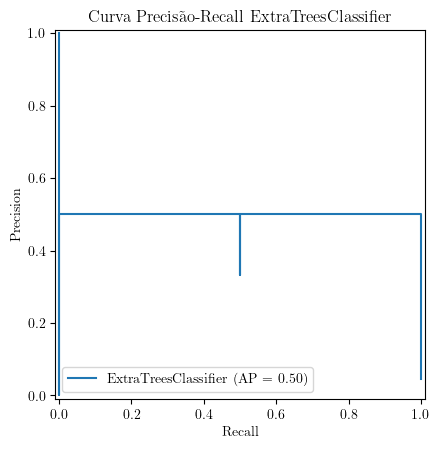 Curva Precisão-Recall ExtraTreesClassifier
1.0
0.8
0.6
0.4
0.2
0.0
Precision
ExtraTreesClassifier (AP = 0.50)
0.0 0.2 0.4 0.6 0.8 1.0
Recall